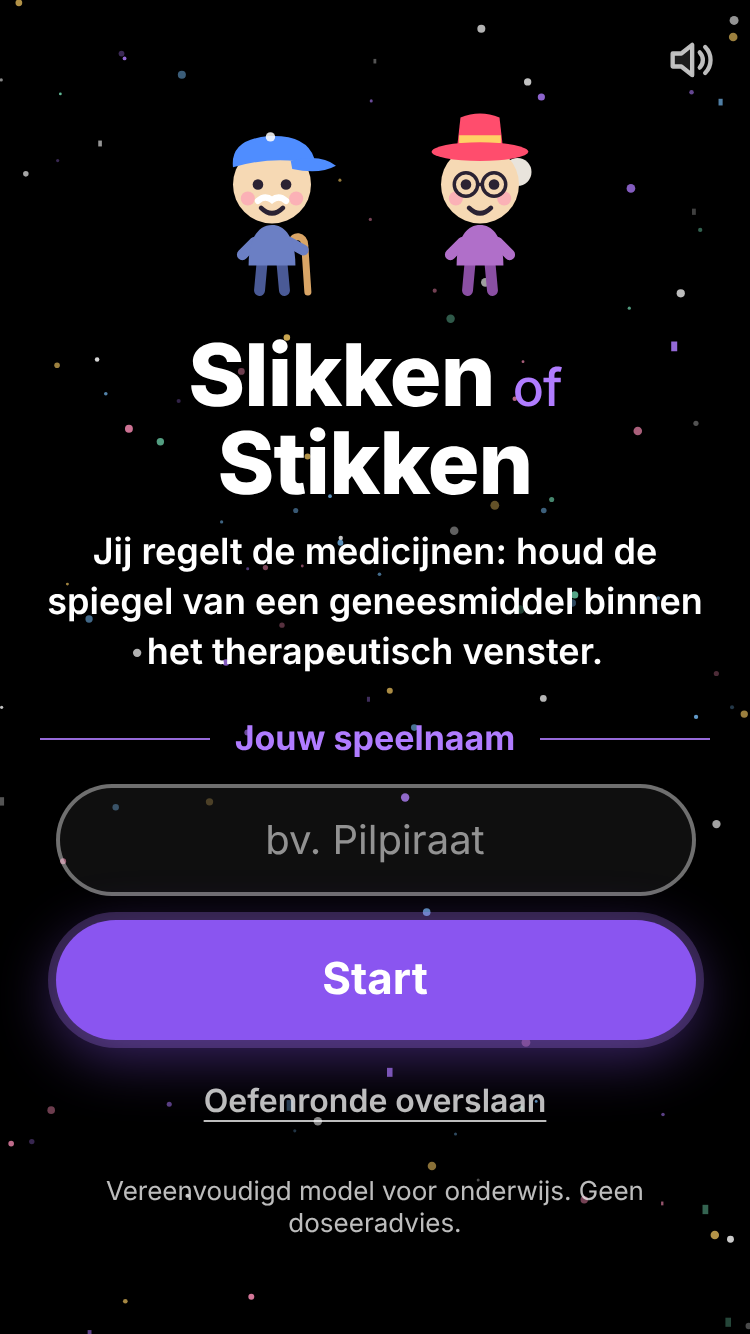 Slikken of
Stikken
Jij regelt de medicijnen: houd de
spiegel van een geneesmiddel binnen
het therapeutisch venster.
Jouw speelnaam
bv. Pilpiraat
Start
Oefenronde overslaan
Vereenvoudigd model voor onderwijs. Geen
doseeradvies.